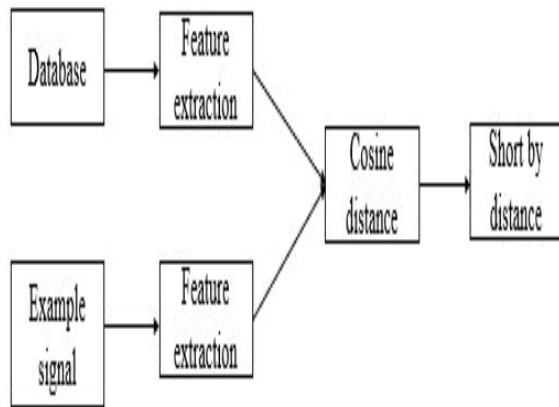 Database
Feature
extraction
Cosine
distance
Short by
distance
Example
signal
Feature
extraction